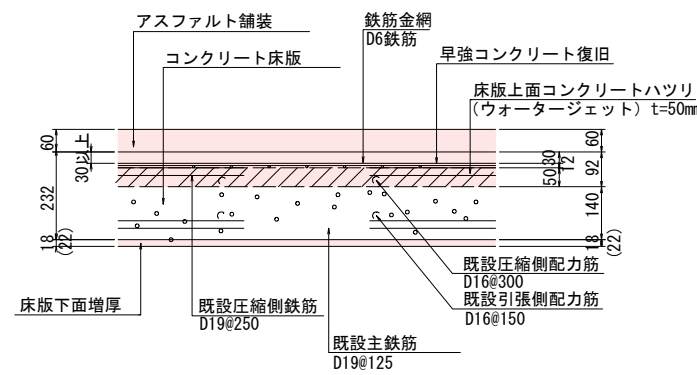 アスファルト舗装
鉄筋金網
D6鉄筋
コンクリート床版
早強コンクリート復旧
床版上面コンクリートハツリ
(ウォータージェット) t=50mm
60
30以上
232
18
(22)
60
30
12
50
92
140
18
(22)
床版下面増厚
既設圧縮側鉄筋
D19@250
既設主鉄筋
D19@125
既設圧縮側配力筋
D16@300
既設引張側配力筋
D16@150